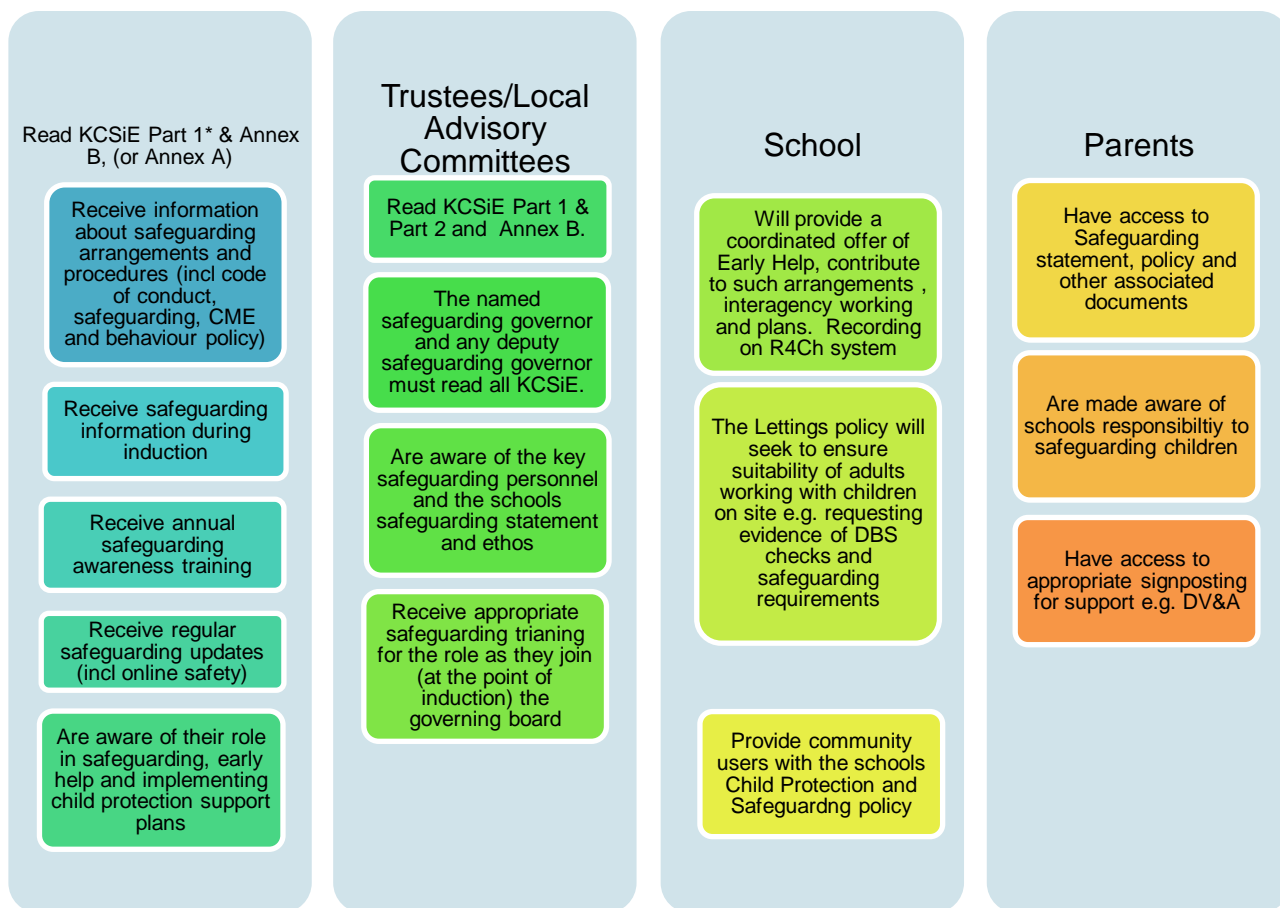 Read KCSiE Part 1* & Annex
B, (or Annex A)
Receive information
about safeguarding
arrangements and
procedures (incl code
of conduct,
safeguarding, CME
and behaviour policy)
Receive safeguarding
information during
induction
Receive annual
safeguarding
awareness training
Receive regular
safeguarding updates
(incl online safety)
Are aware of their role
in safeguarding, early
help and implementing
child protection support
plans
Trustees/Local
Advisory
Committees
Read KCSiE Part 1 &
Part 2 and Annex B.
The named
safeguarding governor
and any deputy
safeguarding governor
must read all KCSiE.
Are aware of the key
safeguarding personnel
and the schools
safeguarding statement
and ethos
Receive appropriate
safeguarding trianing
for the role as they join
(at the point of
induction) the
governing board
School
Will provide a
coordinated offer of
Early Help, contribute
to such arrangements ,
interagency working
and plans. Recording
on R4Ch system
The Lettings policy will
seek to ensure
suitability of adults
working with children
on site e.g. requesting
evidence of DBS
checks and
safeguarding
requirements
Provide community
users with the schools
Child Protection and
Safeguardng policy
Parents
Have access to
Safeguarding
statement, policy and
other associated
documents
Are made aware of
schools responsibiltiy to
safeguarding children
Have access to
appropriate signposting
for support e.g. DV&A